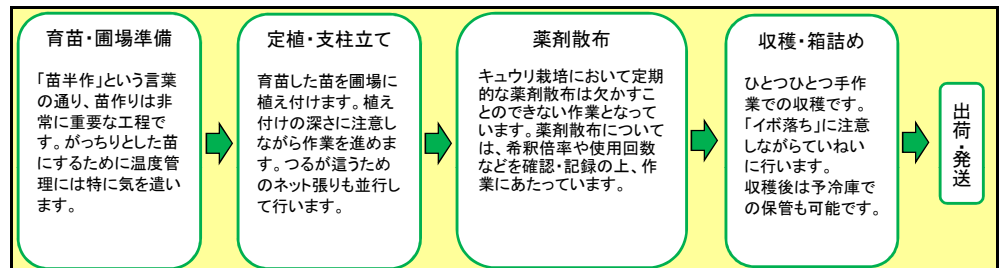 育苗・圃場準備
「苗半作」という言葉
の通り、苗作りは非
常に重要な工程で
す。がっちりとした苗
にするために温度管
理には特に気を遣い
ます。
定植・支柱立て
育苗した苗を圃場に
植え付けます。植え
付けの深さに注意し
ながら作業を進めま
す。つるが這うため
のネット張りも並行し
て行います。
薬剤散布
キュウリ栽培において定期
的な薬剤散布は欠かすこ
とのできない作業となって
います。薬剤散布について
は、希釈倍率や使用回数
などを確認・記録の上、作
業にあたっています。
収穫・箱詰め
ひとつひとつ手作
業での収穫です。
「イボ落ち」に注意
しながらていねい
に行います。
収穫後は予冷庫で
の保管も可能です。
出荷・発送